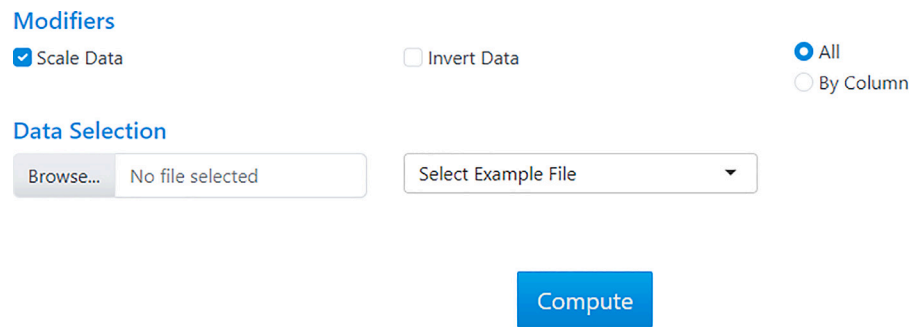 Modifiers
Scale Data
Invert Data
All
By Column
Data Selection
Browse... No file selected
Select Example File
Compute